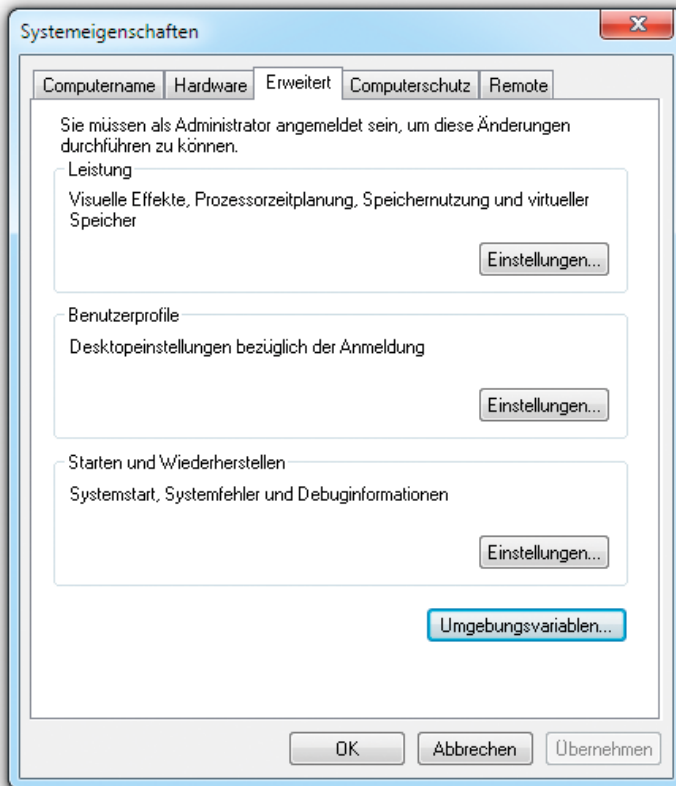 Systemeigenschaften
Computername Hardware Erweitert Computerschutz Remote
Sie müssen als Administrator angemeldet sein, um diese Änderungen
durchführen zu können.
Leistung
Visuelle Effekte, Prozessorzeitplanung, Speichernutzung und virtueller
Speicher
Einstellungen...
Benutzerprofile
Desktopeinstellungen bezüglich der Anmeldung
Einstellungen...
Starten und Wiederherstellen
Systemstart, Systemfehler und Debuginformationen
Einstellungen...
Umgebungsvariablen...
OK Abbrechen Übernehmen